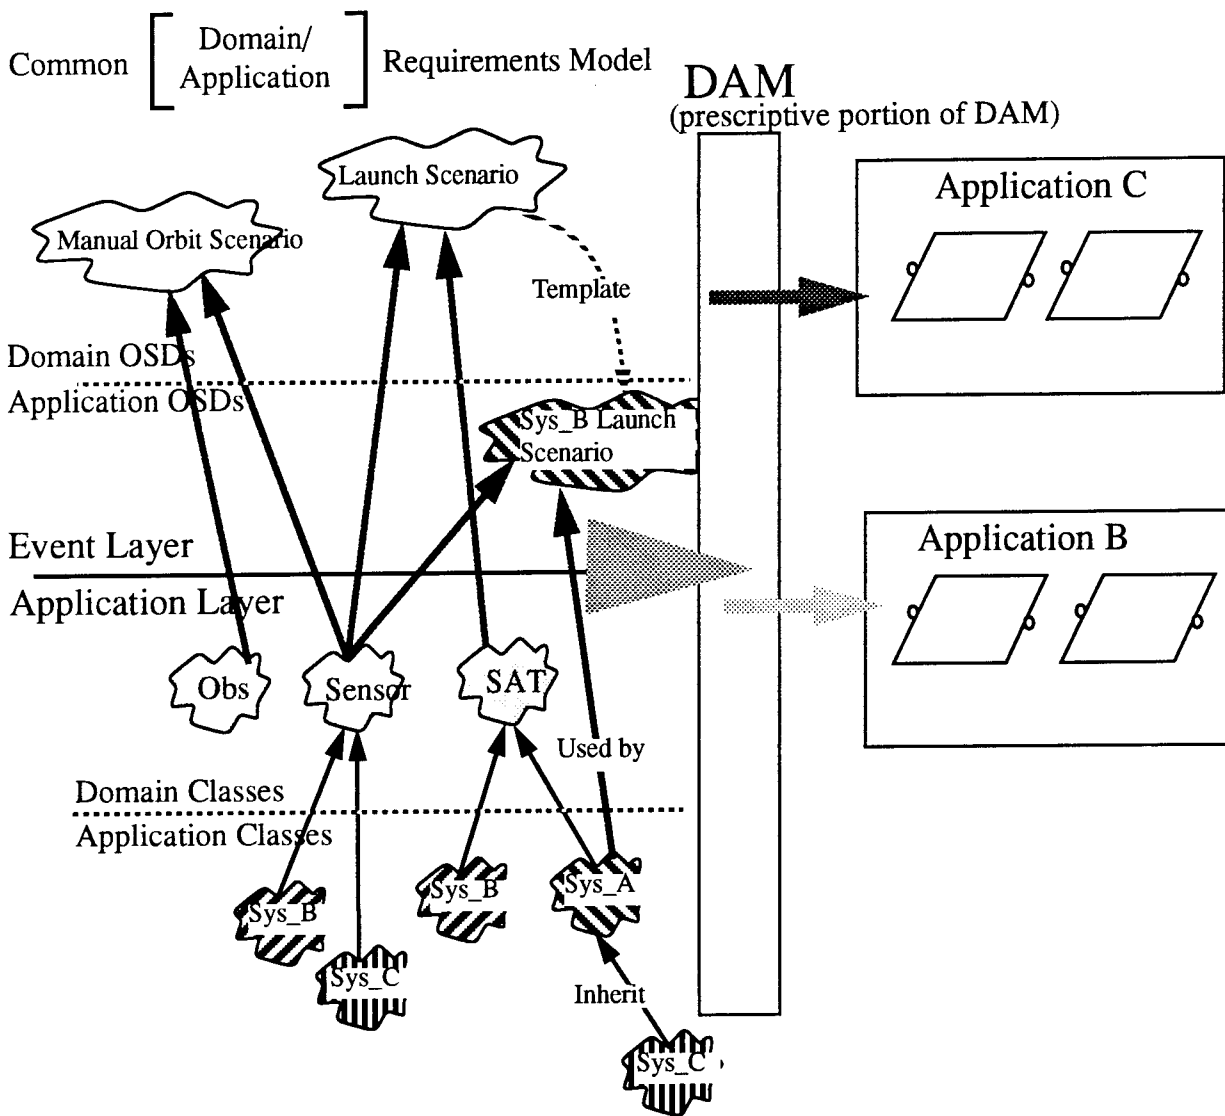 Common
Domain/
Application
Requirements Model
DAM
(prescriptive portion of DAM)
Launch Scenario
Application C
Manual Orbit Scenario
Template
Domain OSDs
Application OSDs
Sys_B Launch
Scenario
Event Layer
Application B
Application Layer
Obs
Sensor
SAT
Used by
Domain Classes
Application Classes
Sys_B
Sys_B
Sys_A
Sys_C
Inherit
Sys_C